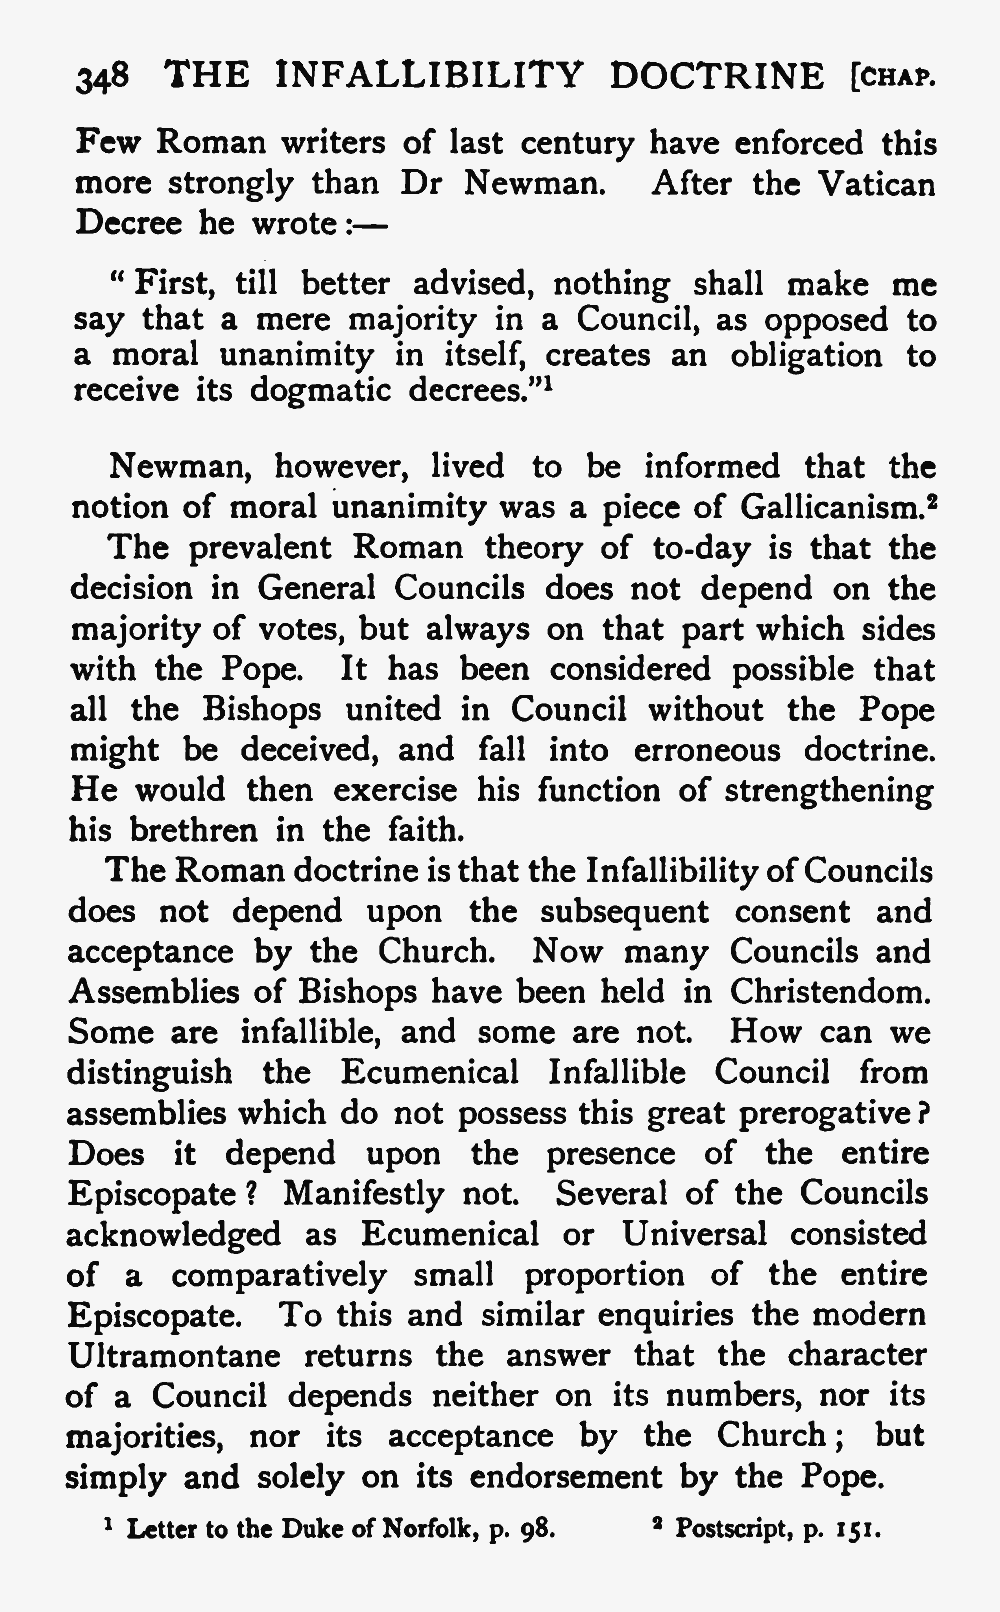 348 THE INFALLIBILITY DOCTRINE [CHAP.
Few Roman writers of last century have enforced this
more strongly than Dr Newman. After the Vatican
Decree he wrote :—
“ First, till better advised, nothing shall make me
say that a mere majority in a Council, as opposed to
a moral unanimity in itself, creates an obligation to
receive its dogmatic decrees.”¹
Newman, however, lived to be informed that the
notion of moral unanimity was a piece of Gallicanism.²
The prevalent Roman theory of to-day is that the
decision in General Councils does not depend on the
majority of votes, but always on that part which sides
with the Pope. It has been considered possible that
all the Bishops united in Council without the Pope
might be deceived, and fall into erroneous doctrine.
He would then exercise his function of strengthening
his brethren in the faith.
The Roman doctrine is that the Infallibility of Councils
does not depend upon the subsequent consent and
acceptance by the Church. Now many Councils and
Assemblies of Bishops have been held in Christendom.
Some are infallible, and some are not. How can we
distinguish the Ecumenical Infallible Council from
assemblies which do not possess this great prerogative ?
Does it depend upon the presence of the entire
Episcopate ? Manifestly not. Several of the Councils
acknowledged as Ecumenical or Universal consisted
of a comparatively small proportion of the entire
Episcopate. To this and similar enquiries the modern
Ultramontane returns the answer that the character
of a Council depends neither on its numbers, nor its
majorities, nor its acceptance by the Church ; but
simply and solely on its endorsement by the Pope.
¹ Letter to the Duke of Norfolk, p. 98. ² Postscript, p. 151.